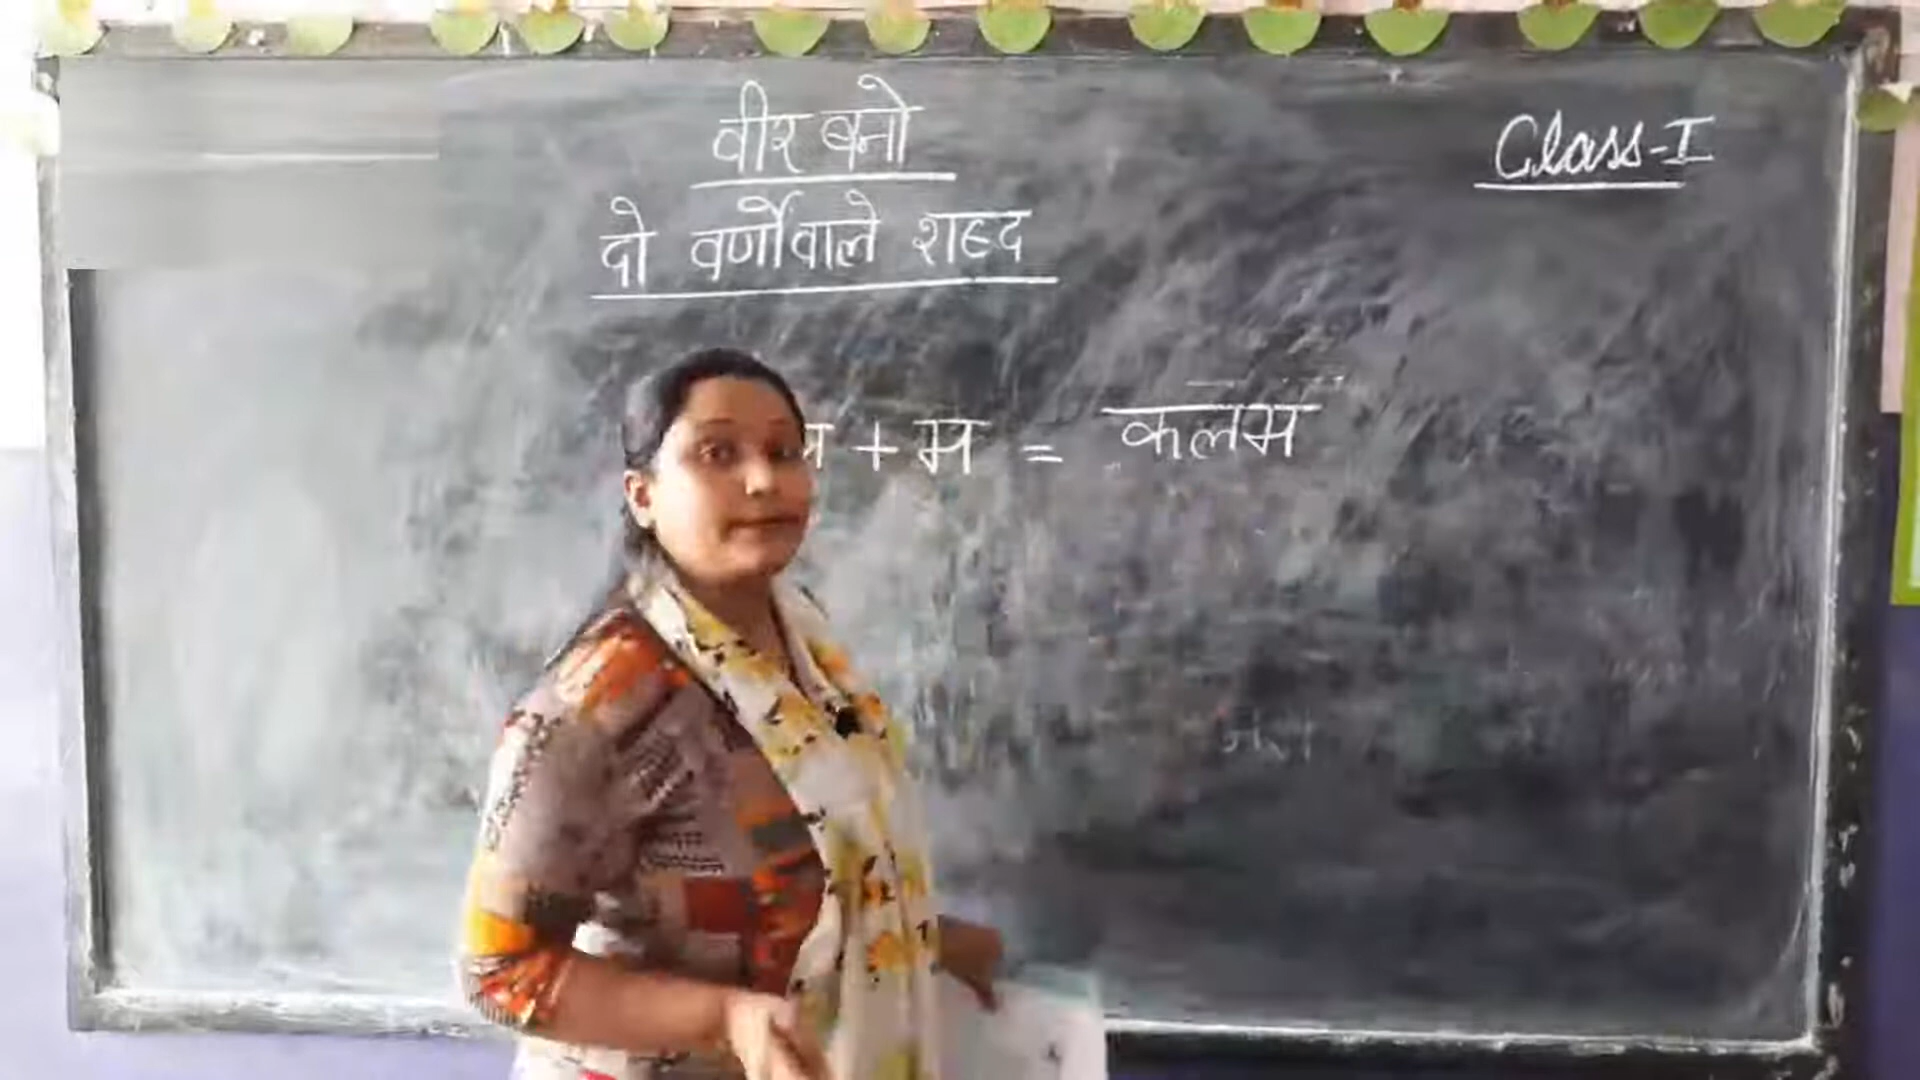 वीर बनो
Class-I
दो वर्णोंवाले शब्द
+ म = कलम